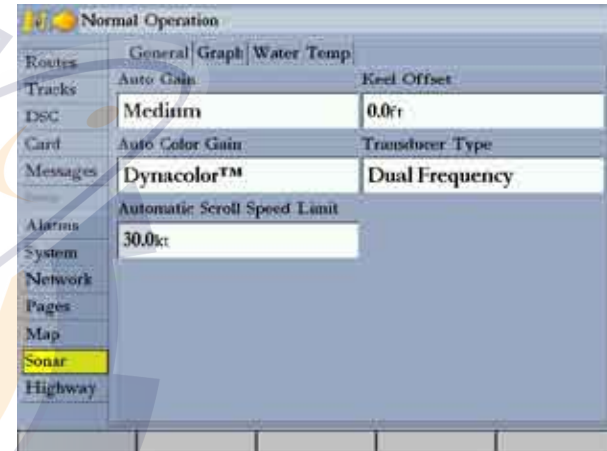 Normal Operation
Routes
Tracks
DSC
Card
Messages
Alarms
System
Network
Pages
Map
Sonar
Highway
General Graph Water Temp
Auto Gain Keel Offset
Medium 0.0ft
Auto Color Gain Transducer Type
Dynacolor™ Dual Frequency
Automatic Scroll Speed Limit
30.0kt